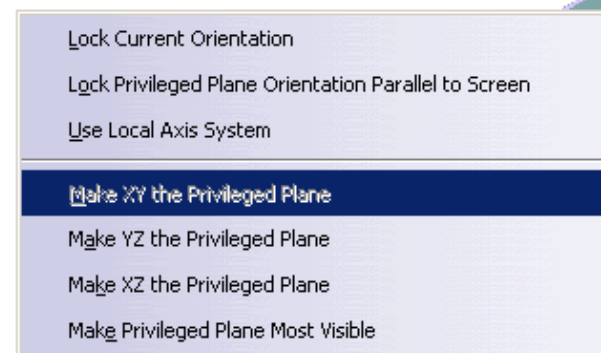 Lock Current Orientation
Lock Privileged Plane Orientation Parallel to Screen
Use Local Axis System
Make XY the Privileged Plane
Make YZ the Privileged Plane
Make XZ the Privileged Plane
Make Privileged Plane Most Visible